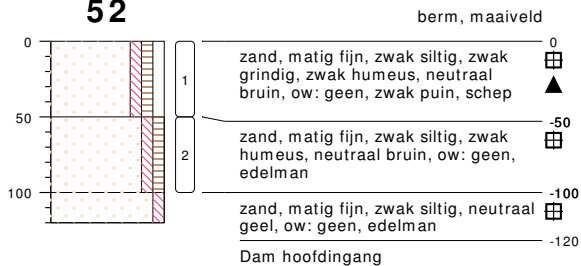 52
berm, maaiveld
0
0
zand, matig fijn, zwak siltig, zwak
grindig, zwak humeus, neutraal
bruin, ow: geen, zwak puin, schep
1
50
-50
zand, matig fijn, zwak siltig, zwak
humeus, neutraal bruin, ow: geen,
edelman
2
100
-100
zand, matig fijn, zwak siltig, neutraal
geel, ow: geen, edelman
-120
Dam hoofdingang